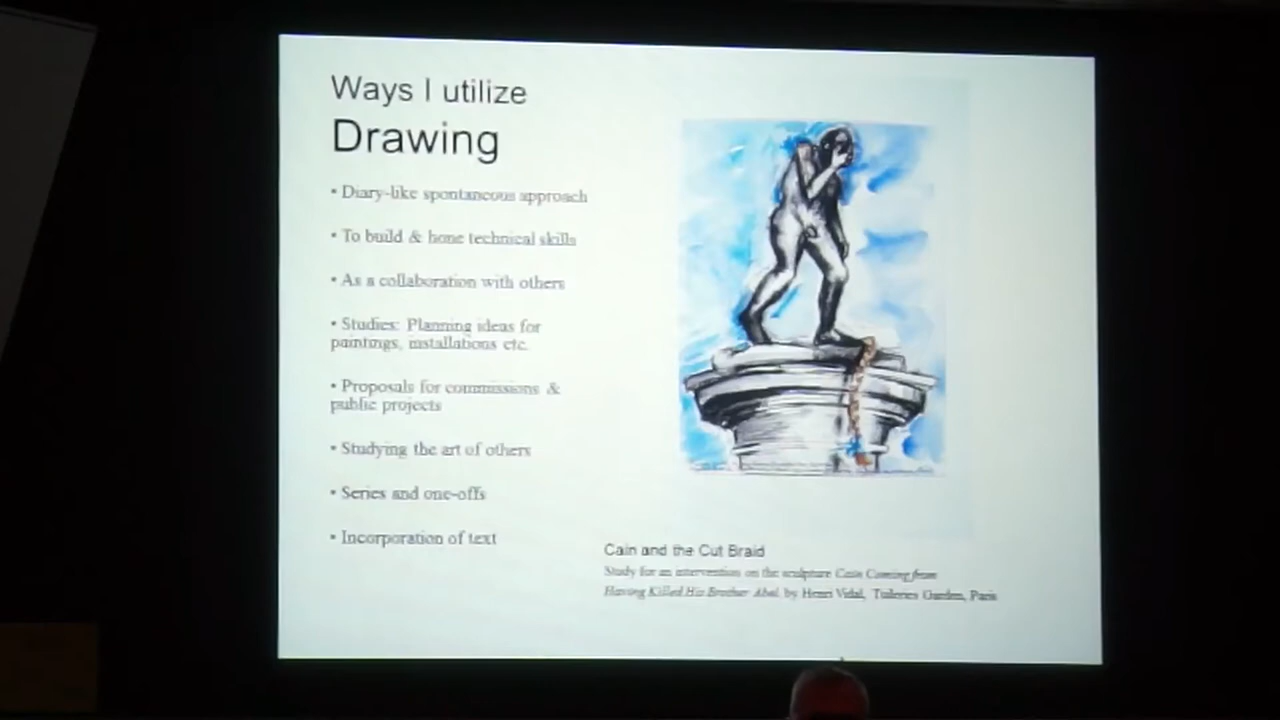 Ways I utilize
Drawing
• Diary-like spontaneous approach
• To build & hone technical skills
• As a collaboration with others
• Studies: Planning ideas for
paintings, installations etc.
• Proposals for commissions &
public projects
• Studying the art of others
• Series and one-offs
• Incorporation of text
Cain and the Cut Braid
Study for an intervention on the sculpture Cain Coming from
Having Killed His Brother Abel by Henri Vidal, Tuileries Garden, Paris